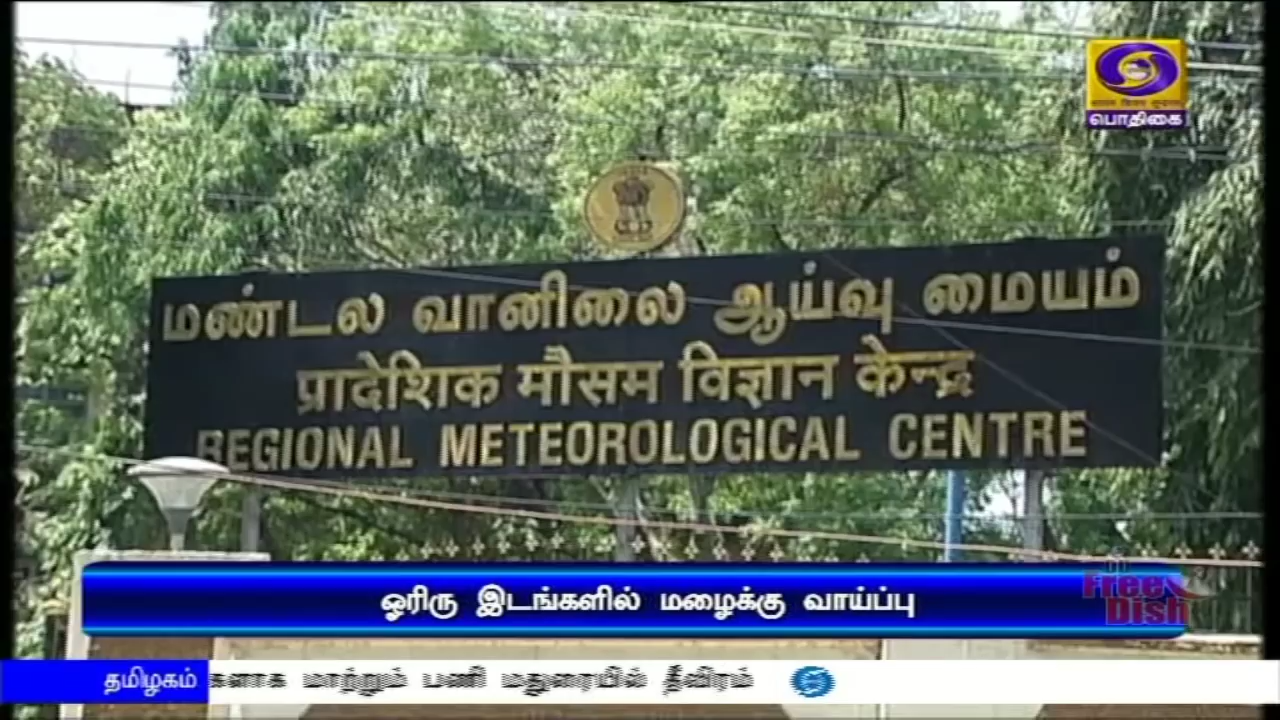 பொதிகை
மண்டல வானிலை ஆய்வு மையம்
प्रादेशिक मौसम विज्ञान केन्द्र
REGIONAL METEOROLOGICAL CENTRE
ஓரிரு இடங்களில் மழைக்கு வாய்ப்பு
Free
Dish
தமிழகம் களாக மாற்றும் பணி மதுரையில் தீவிரம்